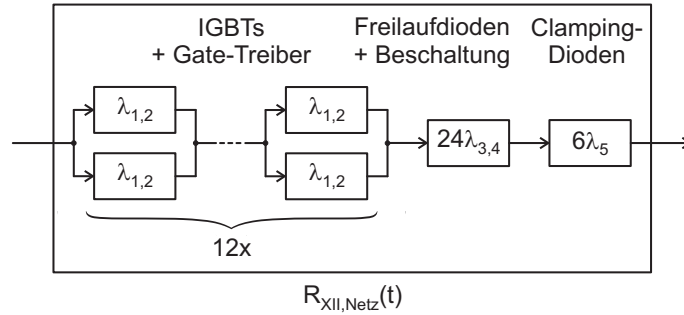 IGBTs
+ Gate-Treiber
Freilaufdioden
+ Beschaltung
Clamping-
Dioden
λ1,2
λ1,2
λ1,2
λ1,2
24λ3,4
6λ5
12x
RXII,Netz(t)